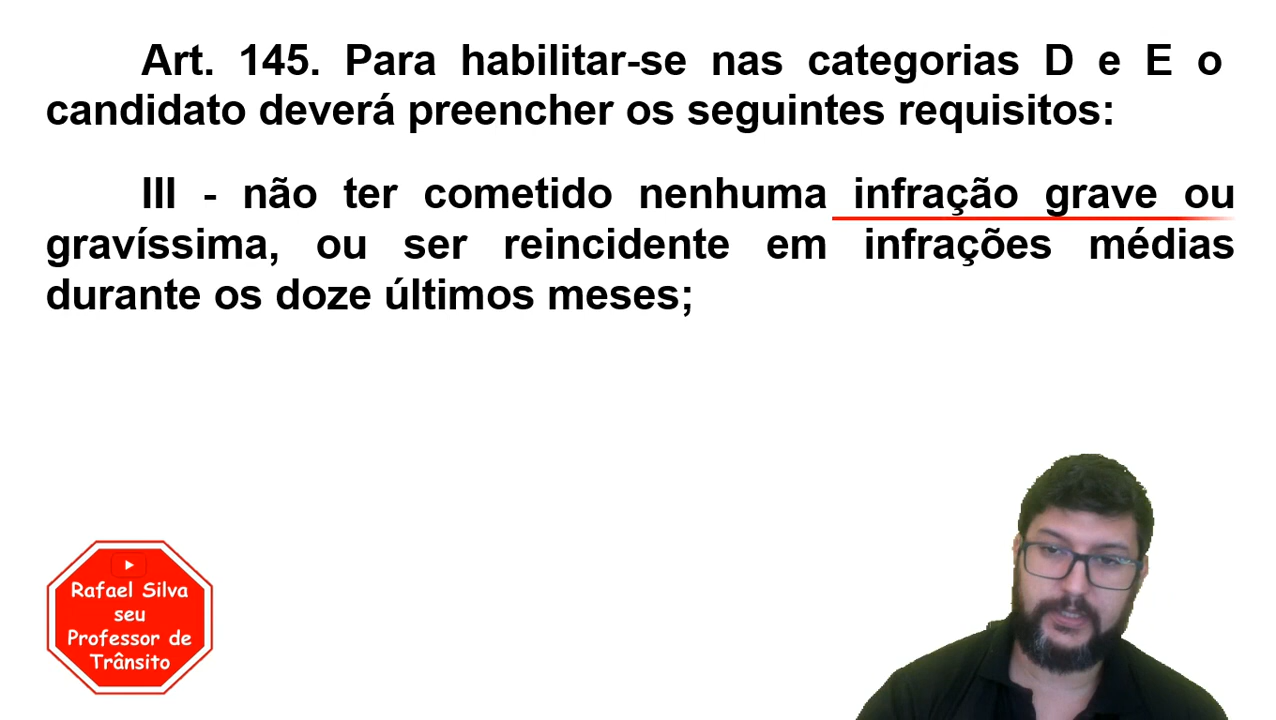 Art. 145. Para habilitar-se nas categorias D e E o
candidato deverá preencher os seguintes requisitos:
III - não ter cometido nenhuma infração grave ou
gravíssima, ou ser reincidente em infrações médias
durante os doze últimos meses;
Rafael Silva
seu
Professor de
Trânsito